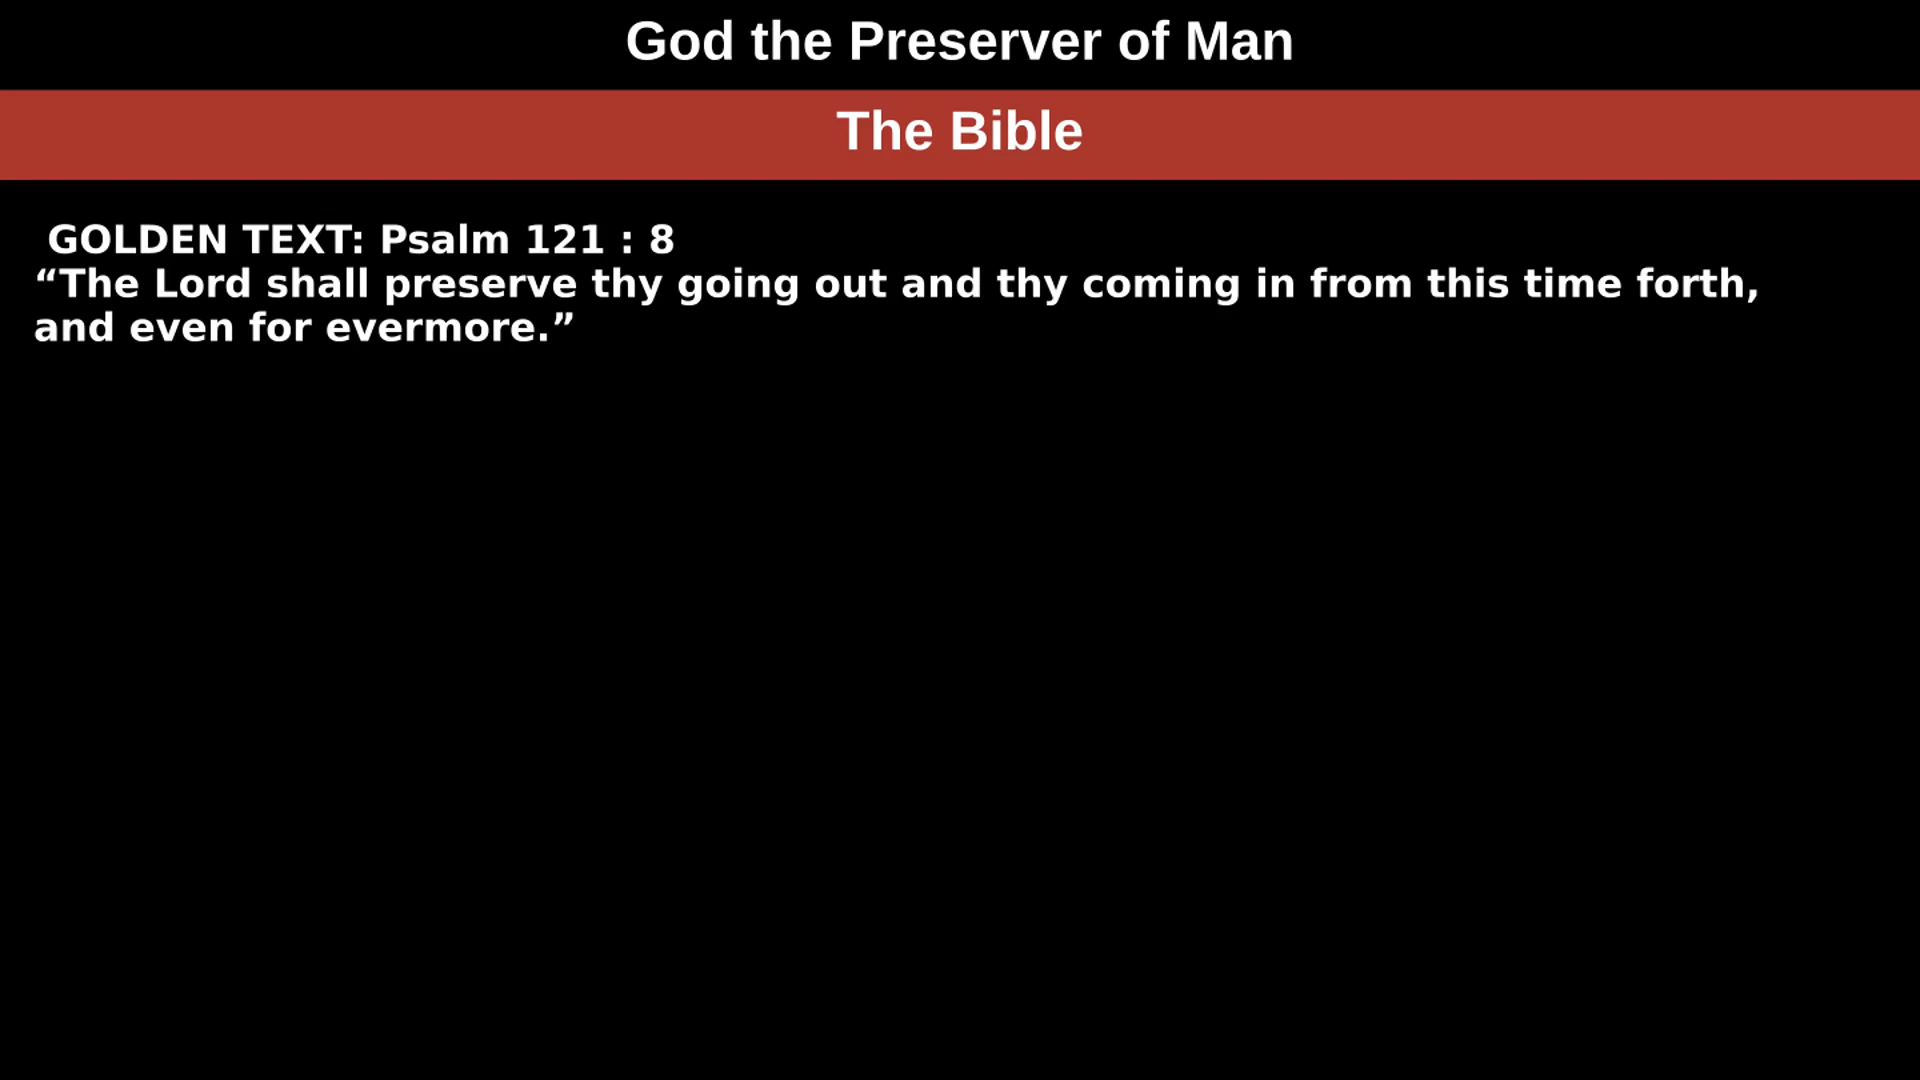 God the Preserver of Man
The Bible
GOLDEN TEXT: Psalm 121 : 8
“The Lord shall preserve thy going out and thy coming in from this time forth,
and even for evermore.”